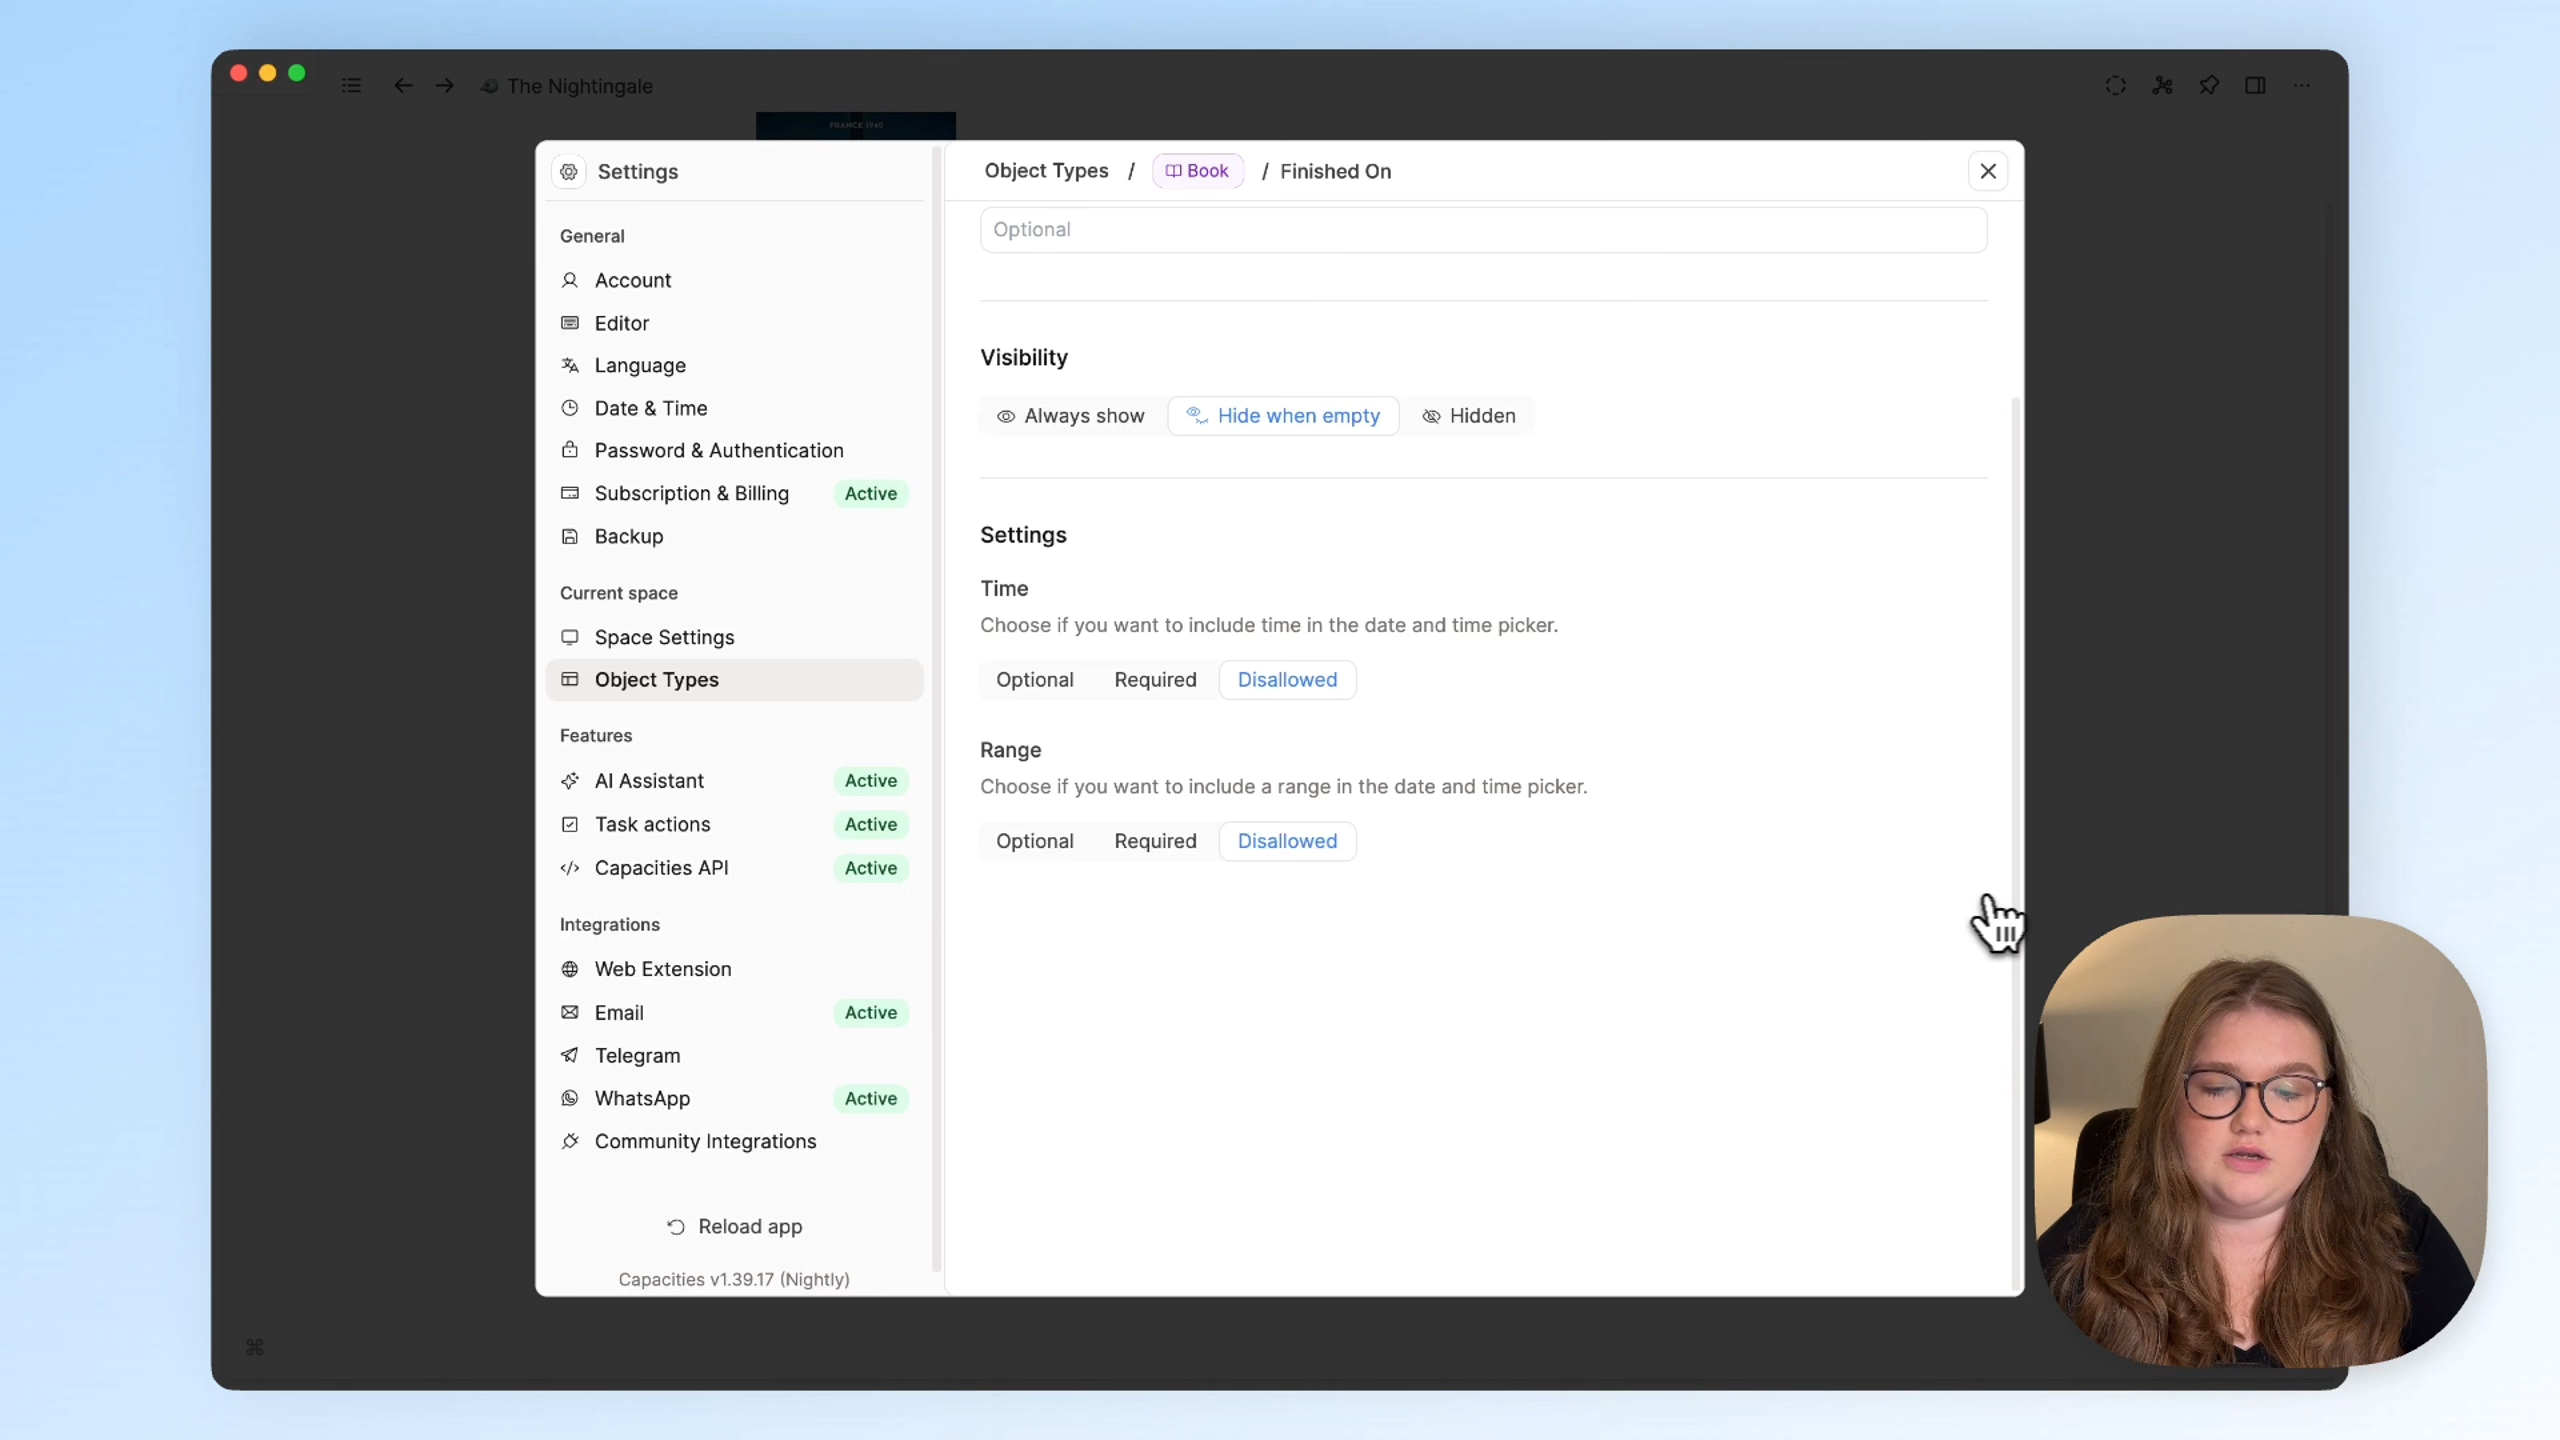 The Nightingale
FRANCE 1940
Settings
Object Types / Book / Finished On
General
Optional
Account
Editor
Visibility
Language
Date & Time
Always show Hide when empty Hidden
Password & Authentication
Subscription & Billing Active
Backup
Settings
Current space
Time
Choose if you want to include time in the date and time picker.
Space Settings
Object Types
Optional Required Disallowed
Features
Range
AI Assistant Active
Choose if you want to include a range in the date and time picker.
Task actions Active
Optional Required Disallowed
Capacities API Active
Integrations
Web Extension
Email Active
Telegram
WhatsApp Active
Community Integrations
Reload app
Capacities v1.39.17 (Nightly)